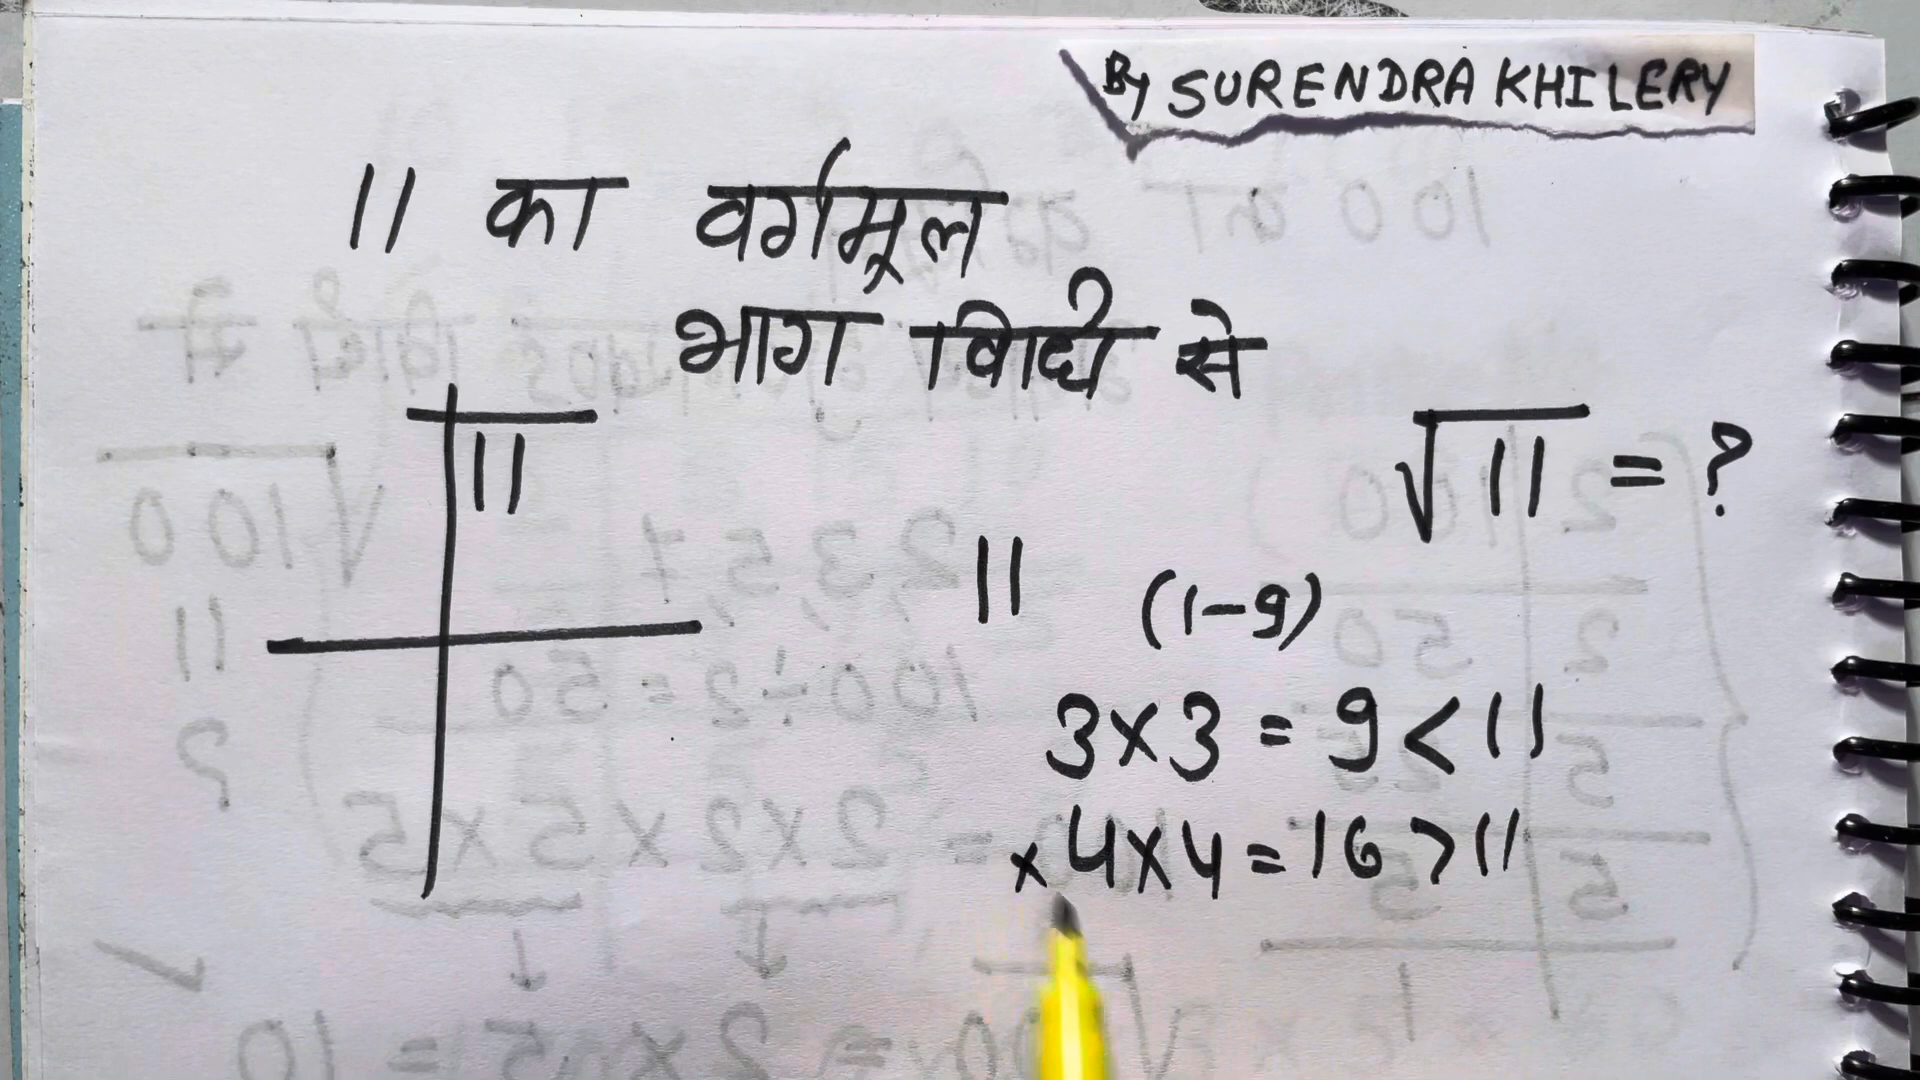 By SURENDRA KHILERY
11 का वर्गमूल
भाग विधि से
11
√11 = ?
11 (1-9)
3×3 = 9 < 11
×4×4 = 16 > 11